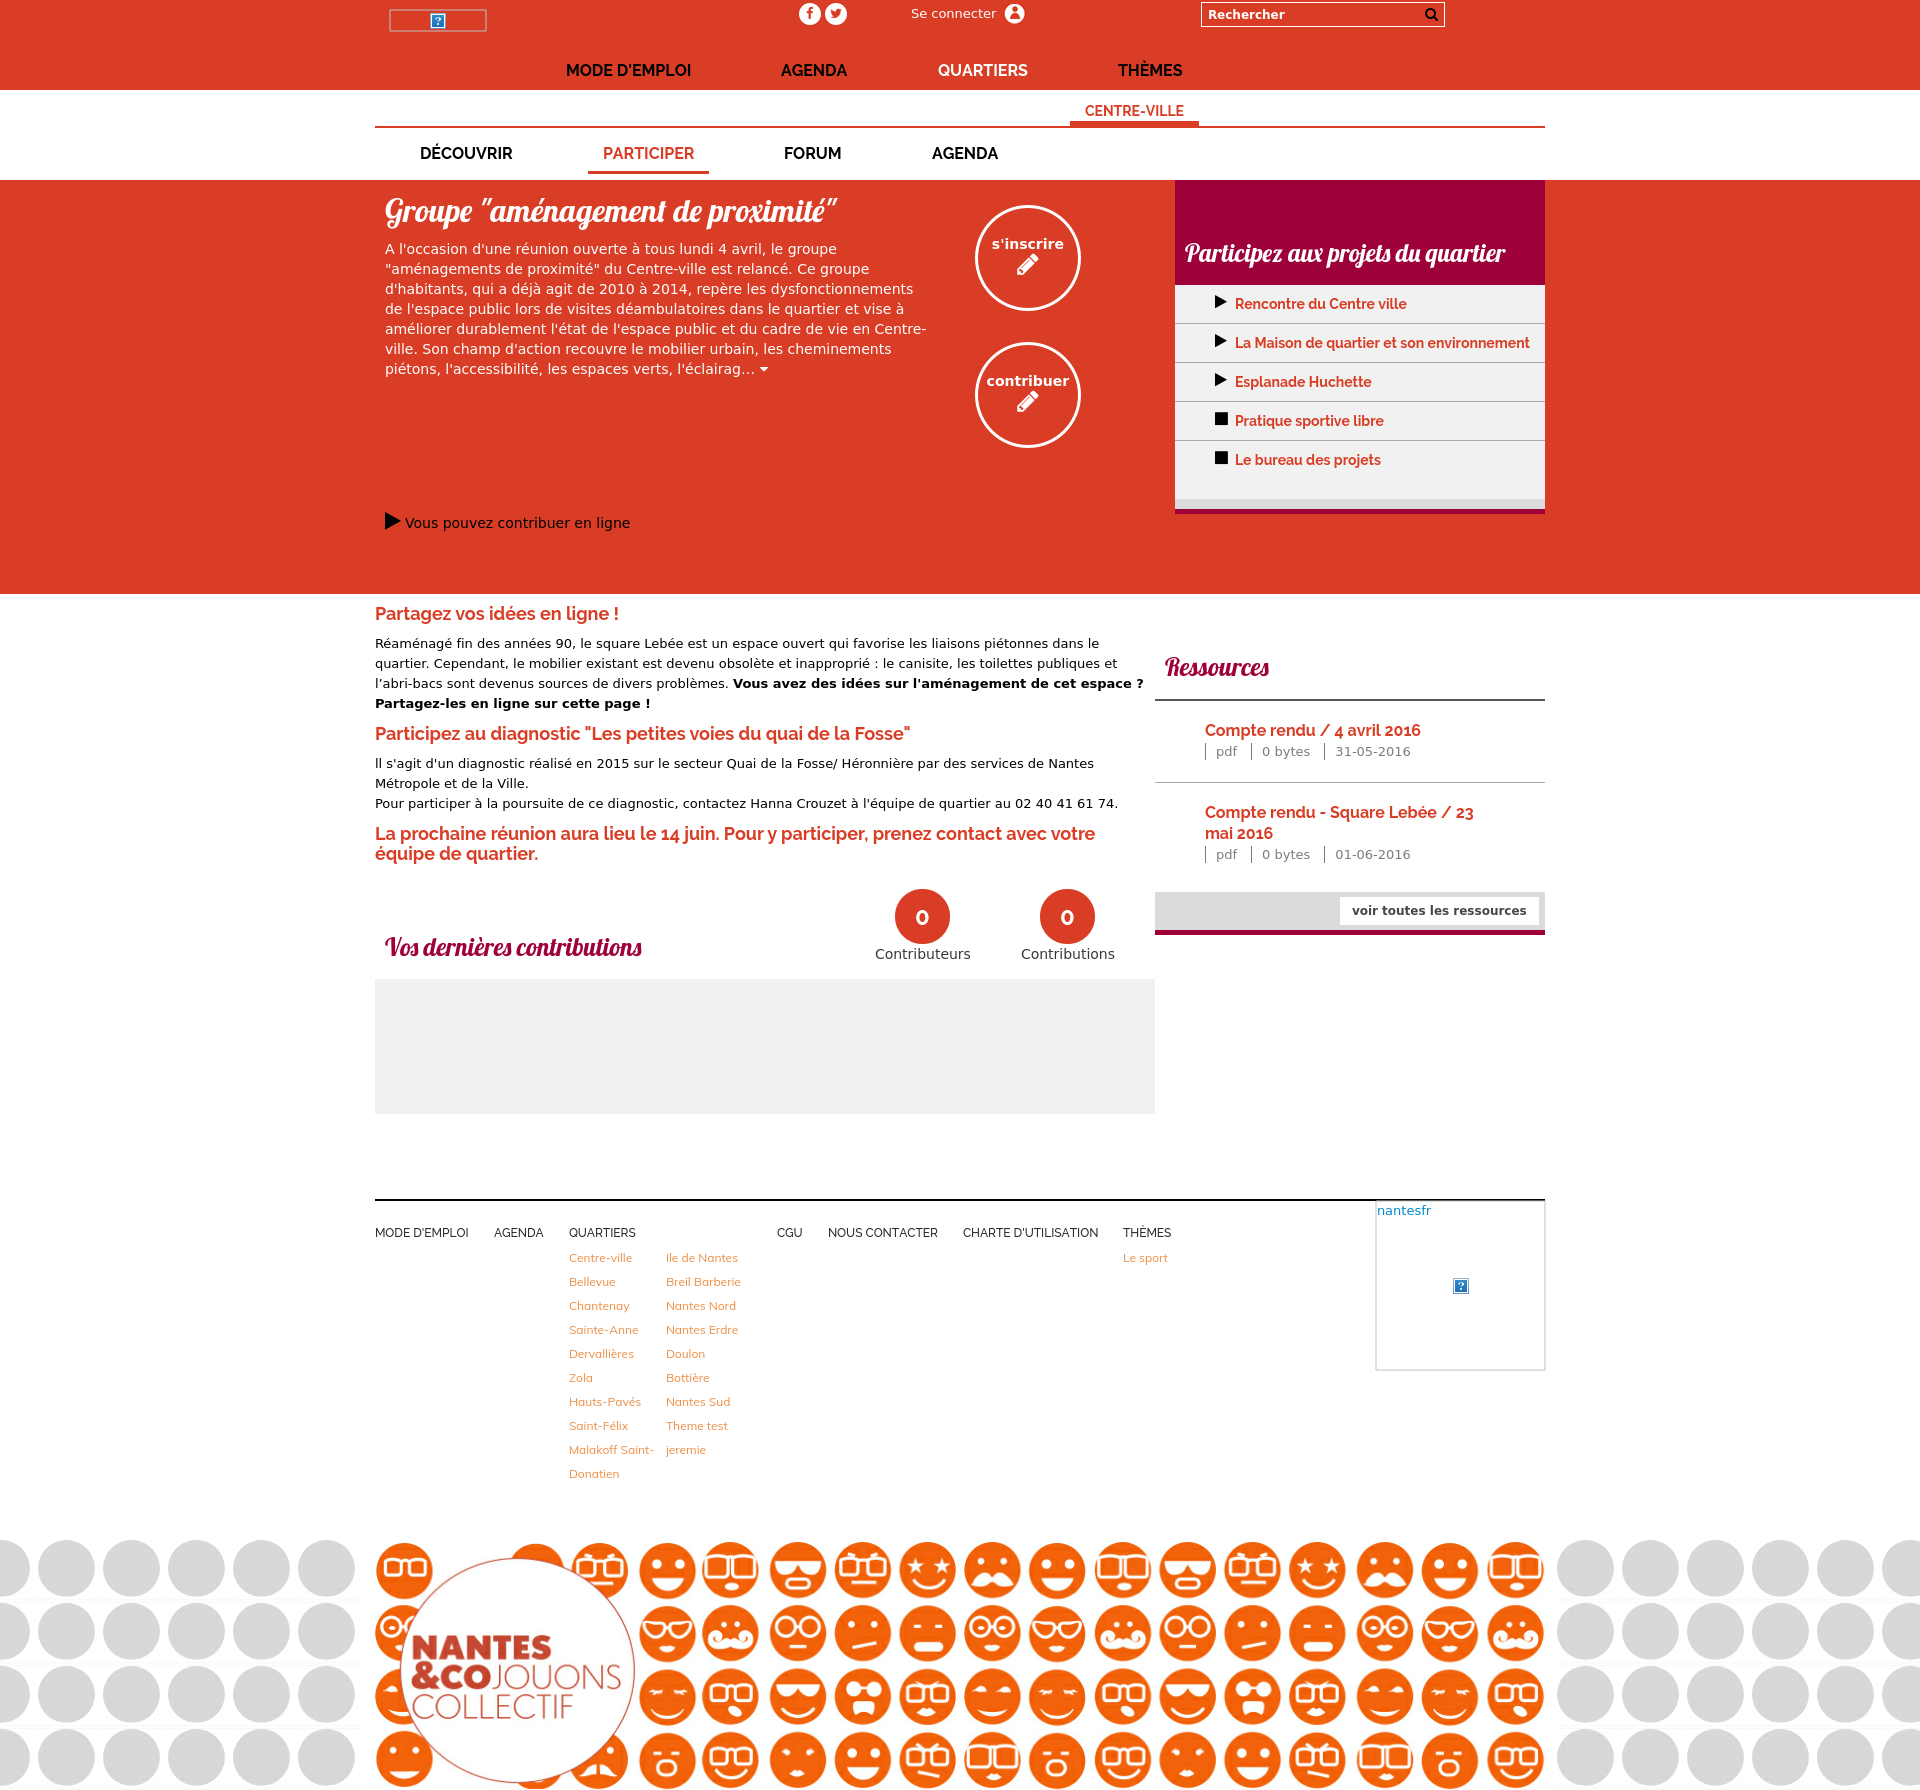 Se connecter
Rechercher
MODE D'EMPLOI
AGENDA
QUARTIERS
THÈMES
CENTRE-VILLE
DÉCOUVRIR
PARTICIPER
FORUM
AGENDA
Groupe "aménagement de proximité"
A l'occasion d'une réunion ouverte à tous lundi 4 avril, le groupe
"aménagements de proximité" du Centre-ville est relancé. Ce groupe
d'habitants, qui a déjà agit de 2010 à 2014, repère les dysfonctionnements
de l'espace public lors de visites déambulatoires dans le quartier et vise à
améliorer durablement l'état de l'espace public et du cadre de vie en Centre-
ville. Son champ d'action recouvre le mobilier urbain, les cheminements
piétons, l'accessibilité, les espaces verts, l'éclairag...
s'inscrire
contribuer
Vous pouvez contribuer en ligne
Participez aux projets du quartier
Rencontre du Centre ville
La Maison de quartier et son environnement
Esplanade Huchette
Pratique sportive libre
Le bureau des projets
Partagez vos idées en ligne !
Réaménagé fin des années 90, le square Lebée est un espace ouvert qui favorise les liaisons piétonnes dans le
quartier. Cependant, le mobilier existant est devenu obsolète et inapproprié : le canisite, les toilettes publiques et
l’abri-bacs sont devenus sources de divers problèmes. Vous avez des idées sur l'aménagement de cet espace ?
Partagez-les en ligne sur cette page !
Participez au diagnostic "Les petites voies du quai de la Fosse"
ll s'agit d'un diagnostic réalisé en 2015 sur le secteur Quai de la Fosse/ Héronnière par des services de Nantes
Métropole et de la Ville.
Pour participer à la poursuite de ce diagnostic, contactez Hanna Crouzet à l'équipe de quartier au 02 40 41 61 74.
La prochaine réunion aura lieu le 14 juin. Pour y participer, prenez contact avec votre
équipe de quartier.
Ressources
Compte rendu / 4 avril 2016
pdf
0 bytes
31-05-2016
Compte rendu - Square Lebée / 23
mai 2016
pdf
0 bytes
01-06-2016
voir toutes les ressources
Vos dernières contributions
0
Contributeurs
0
Contributions
MODE D'EMPLOI
AGENDA
QUARTIERS
Centre-ville
Bellevue
Chantenay
Sainte-Anne
Dervallières
Zola
Hauts-Pavés
Saint-Félix
Malakoff Saint-
Donatien
Ile de Nantes
Breil Barberie
Nantes Nord
Nantes Erdre
Doulon
Bottière
Nantes Sud
Theme test
jeremie
CGU
NOUS CONTACTER
CHARTE D'UTILISATION
THÈMES
Le sport
nantesfr
NANTES
&CO JOUONS
COLLECTIF